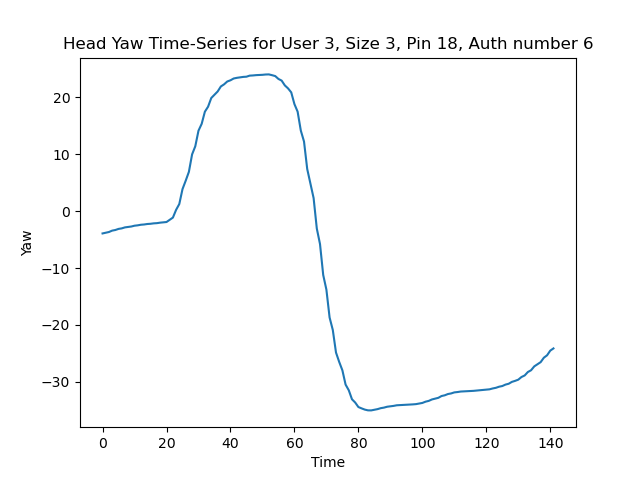 Head Yaw Time-Series for User 3, Size 3, Pin 18, Auth number 6
20
10
0
−10
−20
−30
Yaw
0 20 40 60 80 100 120 140
Time